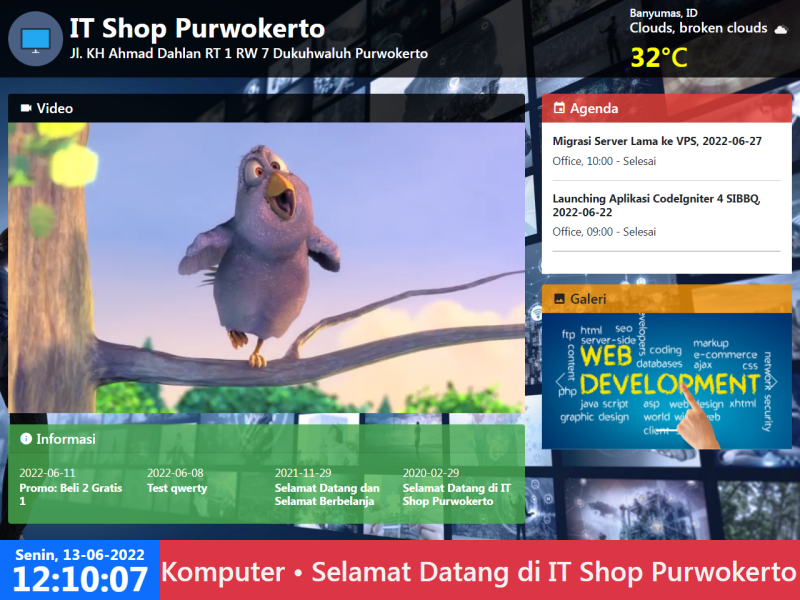 IT Shop Purwokerto
Jl. KH Ahmad Dahlan RT 1 RW 7 Dukuhwaluh Purwokerto
Banyumas, ID
Clouds, broken clouds
32°C
Video
Agenda
Migrasi Server Lama ke VPS, 2022-06-27
Office, 10:00 - Selesai
Launching Aplikasi CodeIgniter 4 SIBBQ,
2022-06-22
Office, 09:00 - Selesai
Galeri
ftp html seo
server-side
content
velopers
WEB
coding
databases
markup
e-commerce
ajax css
network security
php
DEVELOPMENT
java script asp web design xhtml
graphic design world wi web
client
Informasi
2022-06-11
Promo: Beli 2 Gratis
1
2022-06-08
Test qwerty
2021-11-29
Selamat Datang dan
Selamat Berbelanja
2020-02-29
Selamat Datang di IT
Shop Purwokerto
Senin, 13-06-2022
12:10:07
Komputer • Selamat Datang di IT Shop Purwokerto